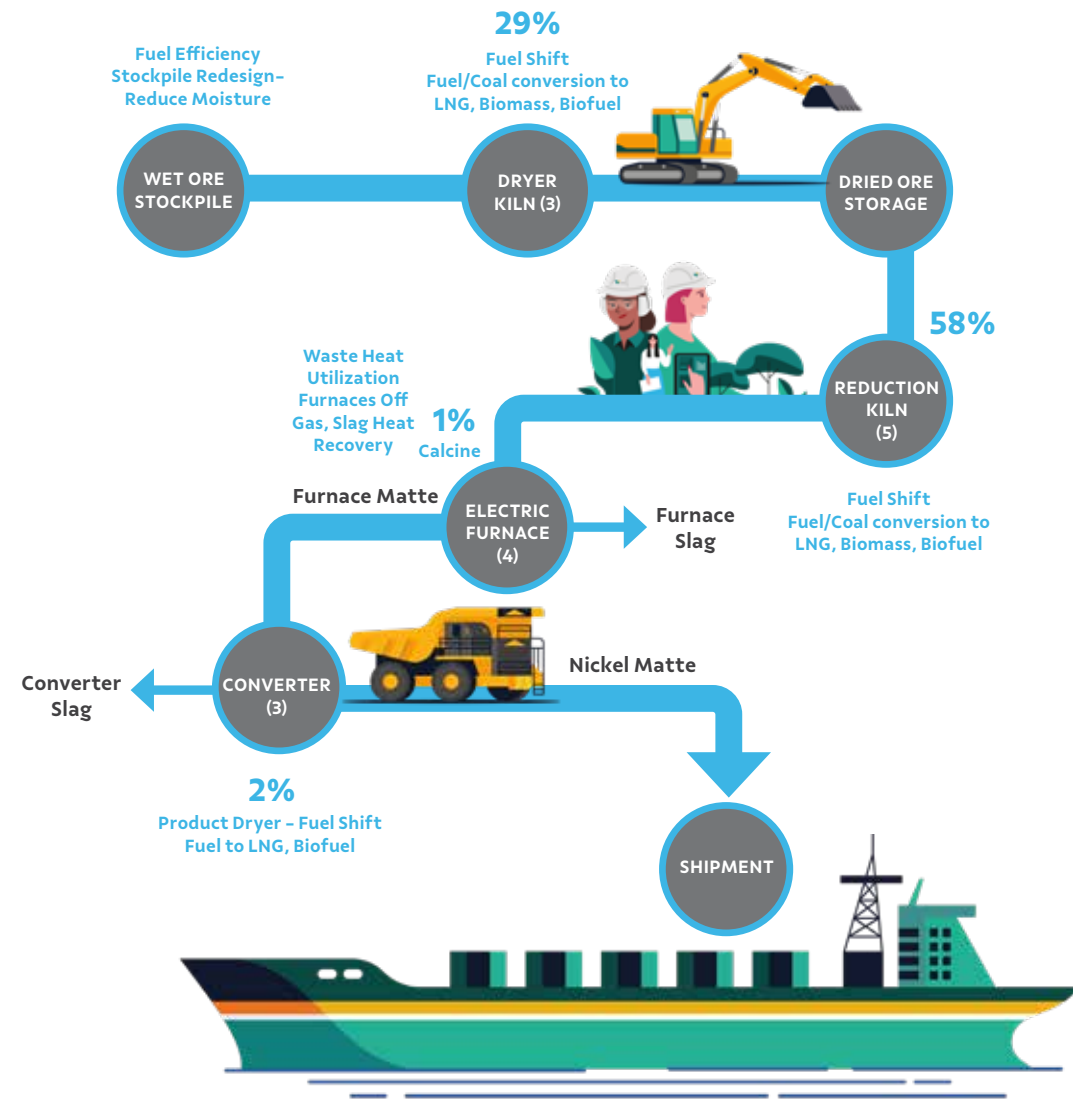 Fuel Efficiency
Stockpile Redesign–
Reduce Moisture
WET ORE
STOCKPILE
29%
Fuel Shift
Fuel/Coal conversion to
LNG, Biomass, Biofuel
DRYER
KILN (3)
DRIED ORE
STORAGE
58%
REDUCTION
KILN
(5)
Fuel Shift
Fuel/Coal conversion to
LNG, Biomass, Biofuel
Waste Heat
Utilization
Furnaces Off
Gas, Slag Heat
Recovery
1%
Calcine
Furnace Matte
ELECTRIC
FURNACE
(4)
Furnace
Slag
Converter
Slag
CONVERTER
(3)
Nickel Matte
2%
Product Dryer – Fuel Shift
Fuel to LNG, Biofuel
SHIPMENT